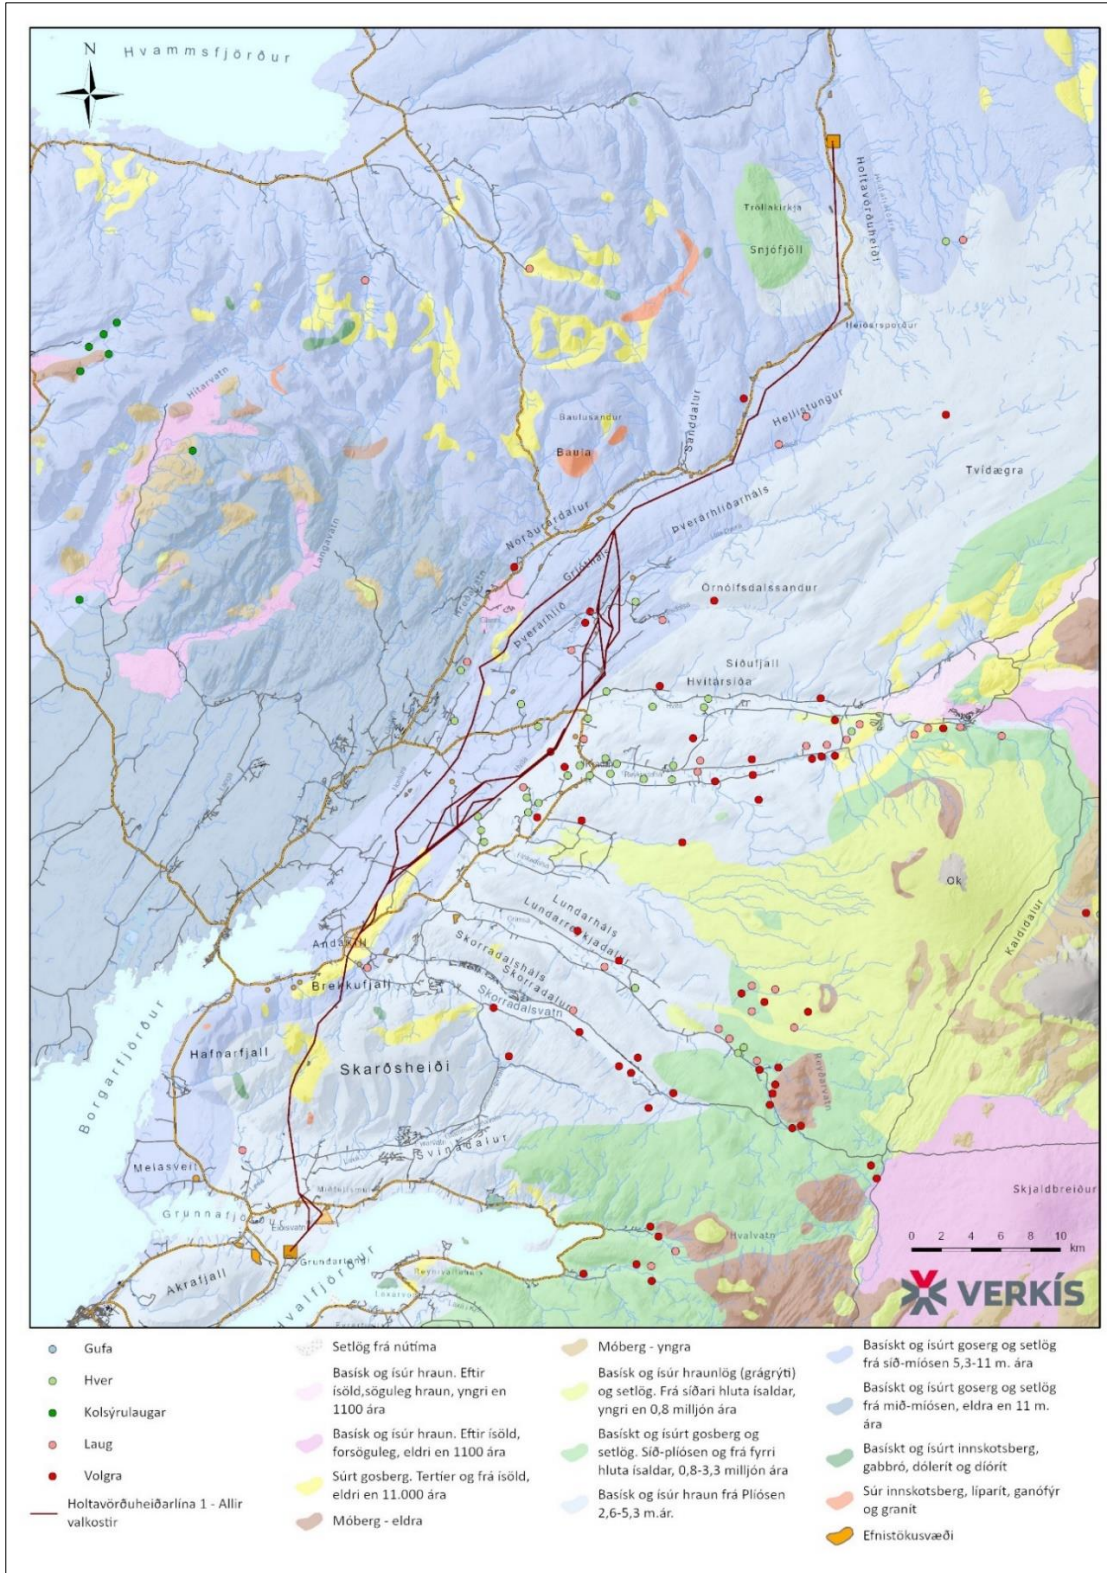 Hvammsfjörður
N
Holtavörðuheiði
Tröllakirkja
Snjófjöll
Heiðarsporður
Hítarvatn
Hellistungur
Sanddalur
Baulusandur
Baula
Tvídægra
Langavatn
Norðurárdalur
Þverárhlíðarháls
Grjótháls
Hreðavatn
Örnólfsdalssandur
Þverárhlíð
Síðufjall
Hvítársíða
Ok
Kaldidalur
Lundarháls
Lundarreykjadalur
Andakíll
Skorradalsháls
Skorradalur
Brekkufjall
Skorradalsvatn
Borgarfjörður
Hafnarfjall
Skarðsheiði
Reyðarvatn
Svínadalur
Melasveit
Skjaldbreiður
Grunnafjörður
Eiðisvatn
Hvalvatn
Grundartangi
Akrafjall
Hvalfjörður
Reynivallaháls
0 2 4 6 8 10
km
VERKÍS
Gufa
Hver
Kolsýrulaugar
Laug
Volgra
Holtavörðuheiðarlína 1 - Allir
valkostir
Setlög frá nútíma
Basísk og ísúr hraun. Eftir
ísöld,söguleg hraun, yngri en
1100 ára
Basísk og ísúr hraun. Eftir ísöld,
forsöguleg, eldri en 1100 ára
Súrt gosberg. Tertíer og frá ísöld,
eldri en 11.000 ára
Móberg - eldra
Móberg - yngra
Basísk og ísúr hraunlög (grágrýti)
og setlög. Frá síðari hluta ísaldar,
yngri en 0,8 milljón ára
Basískt og ísúrt gosberg og
setlög. Síð-plíósen og frá fyrri
hluta ísaldar, 0,8-3,3 milljón ára
Basísk og ísúr hraun frá Plíósen
2,6-5,3 m.ár.
Basískt og ísúrt goserg og setlög
frá síð-míósen 5,3-11 m. ára
Basískt og ísúrt goserg og setlög
frá mið-míósen, eldra en 11 m.
ára
Basískt og ísúrt innskotsberg,
gabbró, dólerít og díórít
Súr innskotsberg, líparít, ganófýr
og granít
Efnistökusvæði